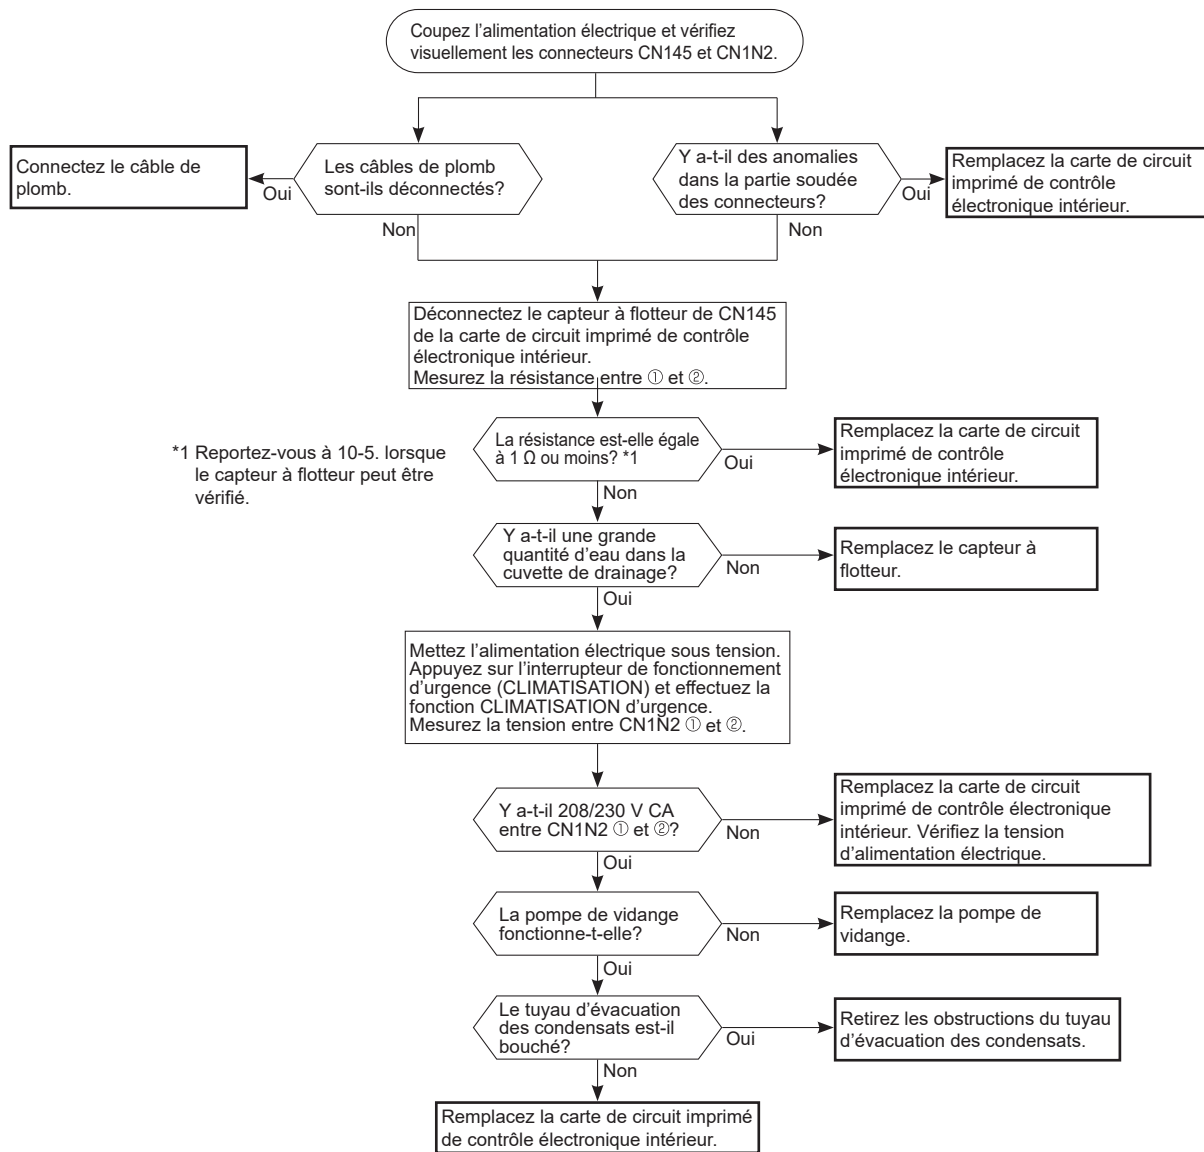 Coupez l'alimentation électrique et vérifiez
visuellement les connecteurs CN145 et CN1N2.
Connectez le câble de
plomb.
Oui
Les câbles de plomb
sont-ils déconnectés?
Non
Y a-t-il des anomalies
dans la partie soudée
des connecteurs?
Oui
Non
Remplacez la carte de circuit
imprimé de contrôle
électronique intérieur.
Déconnectez le capteur à flotteur de CN145
de la carte de circuit imprimé de contrôle
électronique intérieur.
Mesurez la résistance entre ① et ②.
*1 Reportez-vous à 10-5. lorsque
le capteur à flotteur peut être
vérifié.
La résistance est-elle égale
à 1 Ω ou moins? *1
Oui
Non
Remplacez la carte de circuit
imprimé de contrôle
électronique intérieur.
Y a-t-il une grande
quantité d'eau dans la
cuvette de drainage?
Non
Oui
Remplacez le capteur à
flotteur.
Mettez l'alimentation électrique sous tension.
Appuyez sur l'interrupteur de fonctionnement
d'urgence (CLIMATISATION) et effectuez la
fonction CLIMATISATION d'urgence.
Mesurez la tension entre CN1N2 ① et ②.
Y a-t-il 208/230 V CA
entre CN1N2 ① et ②?
Non
Oui
Remplacez la carte de circuit
imprimé de contrôle électronique
intérieur. Vérifiez la tension
d'alimentation électrique.
La pompe de vidange
fonctionne-t-elle?
Non
Oui
Remplacez la pompe de
vidange.
Le tuyau d'évacuation
des condensats est-il
bouché?
Oui
Non
Retirez les obstructions du tuyau
d'évacuation des condensats.
Remplacez la carte de circuit imprimé
de contrôle électronique intérieur.